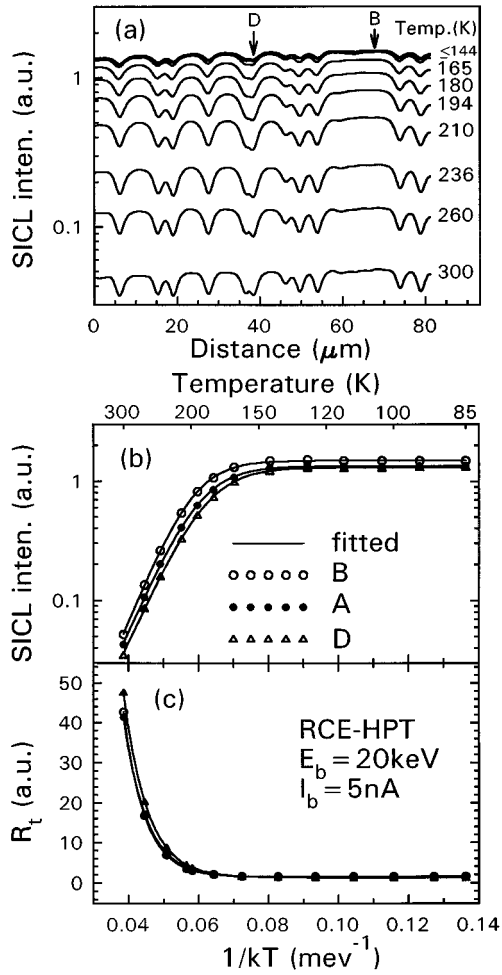 (a)
D
B
Temp.(K)
≤144
165
180
194
210
236
260
300
SICL inten. (a.u.)
1
0.1
0 20 40 60 80
Distance (μm)
Temperature (K)
300 200 150 120 100 85
(b)
SICL inten. (a.u.)
1
0.1
fitted
B
A
D
(c)
R_t (a.u.)
50
40
30
20
10
0
RCE-HPT
E_b = 20keV
I_b = 5nA
0.04 0.06 0.08 0.10 0.12 0.14
1/kT (mev⁻¹)